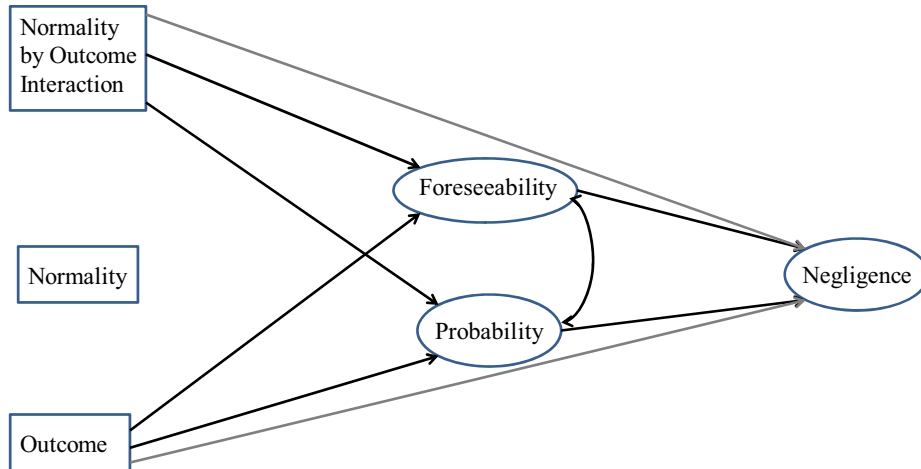 Normality
by Outcome
Interaction
Foreseeability
Normality
Negligence
Probability
Outcome